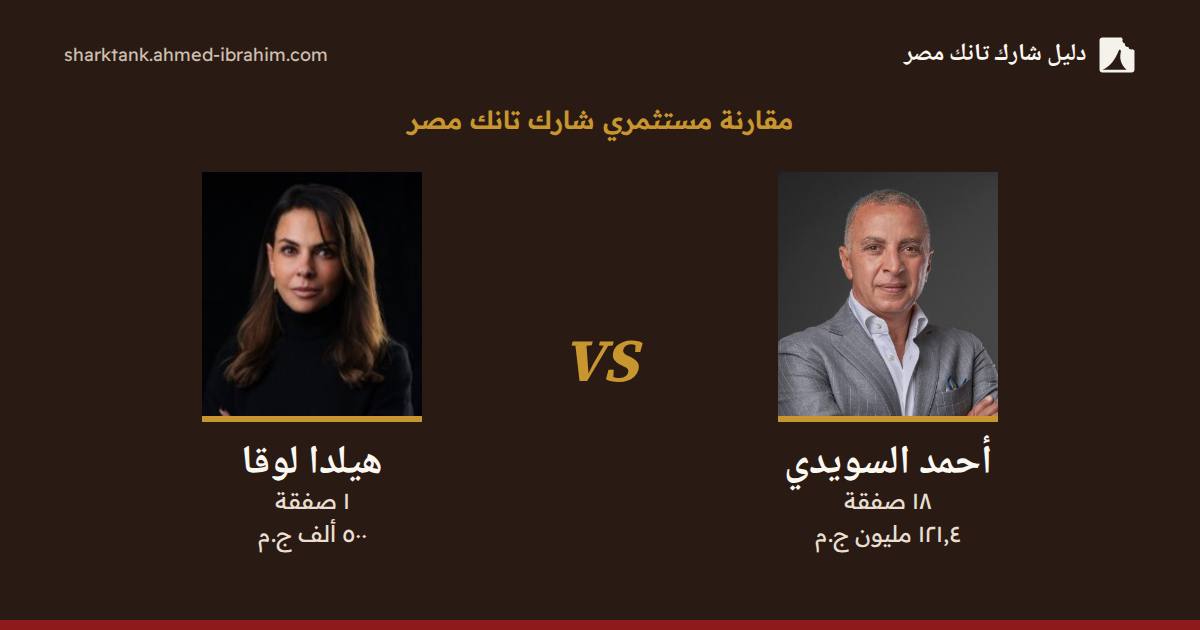 دليل شارك تانك مصر
sharktank.ahmed-ibrahim.com
مقارنة مستثمري شارك تانك مصر
VS
أحمد السويدي
١٨ صفقة
١٢١,٤ مليون ج.م
هيلدا لوقا
١ صفقة
٥٠٠ ألف ج.م